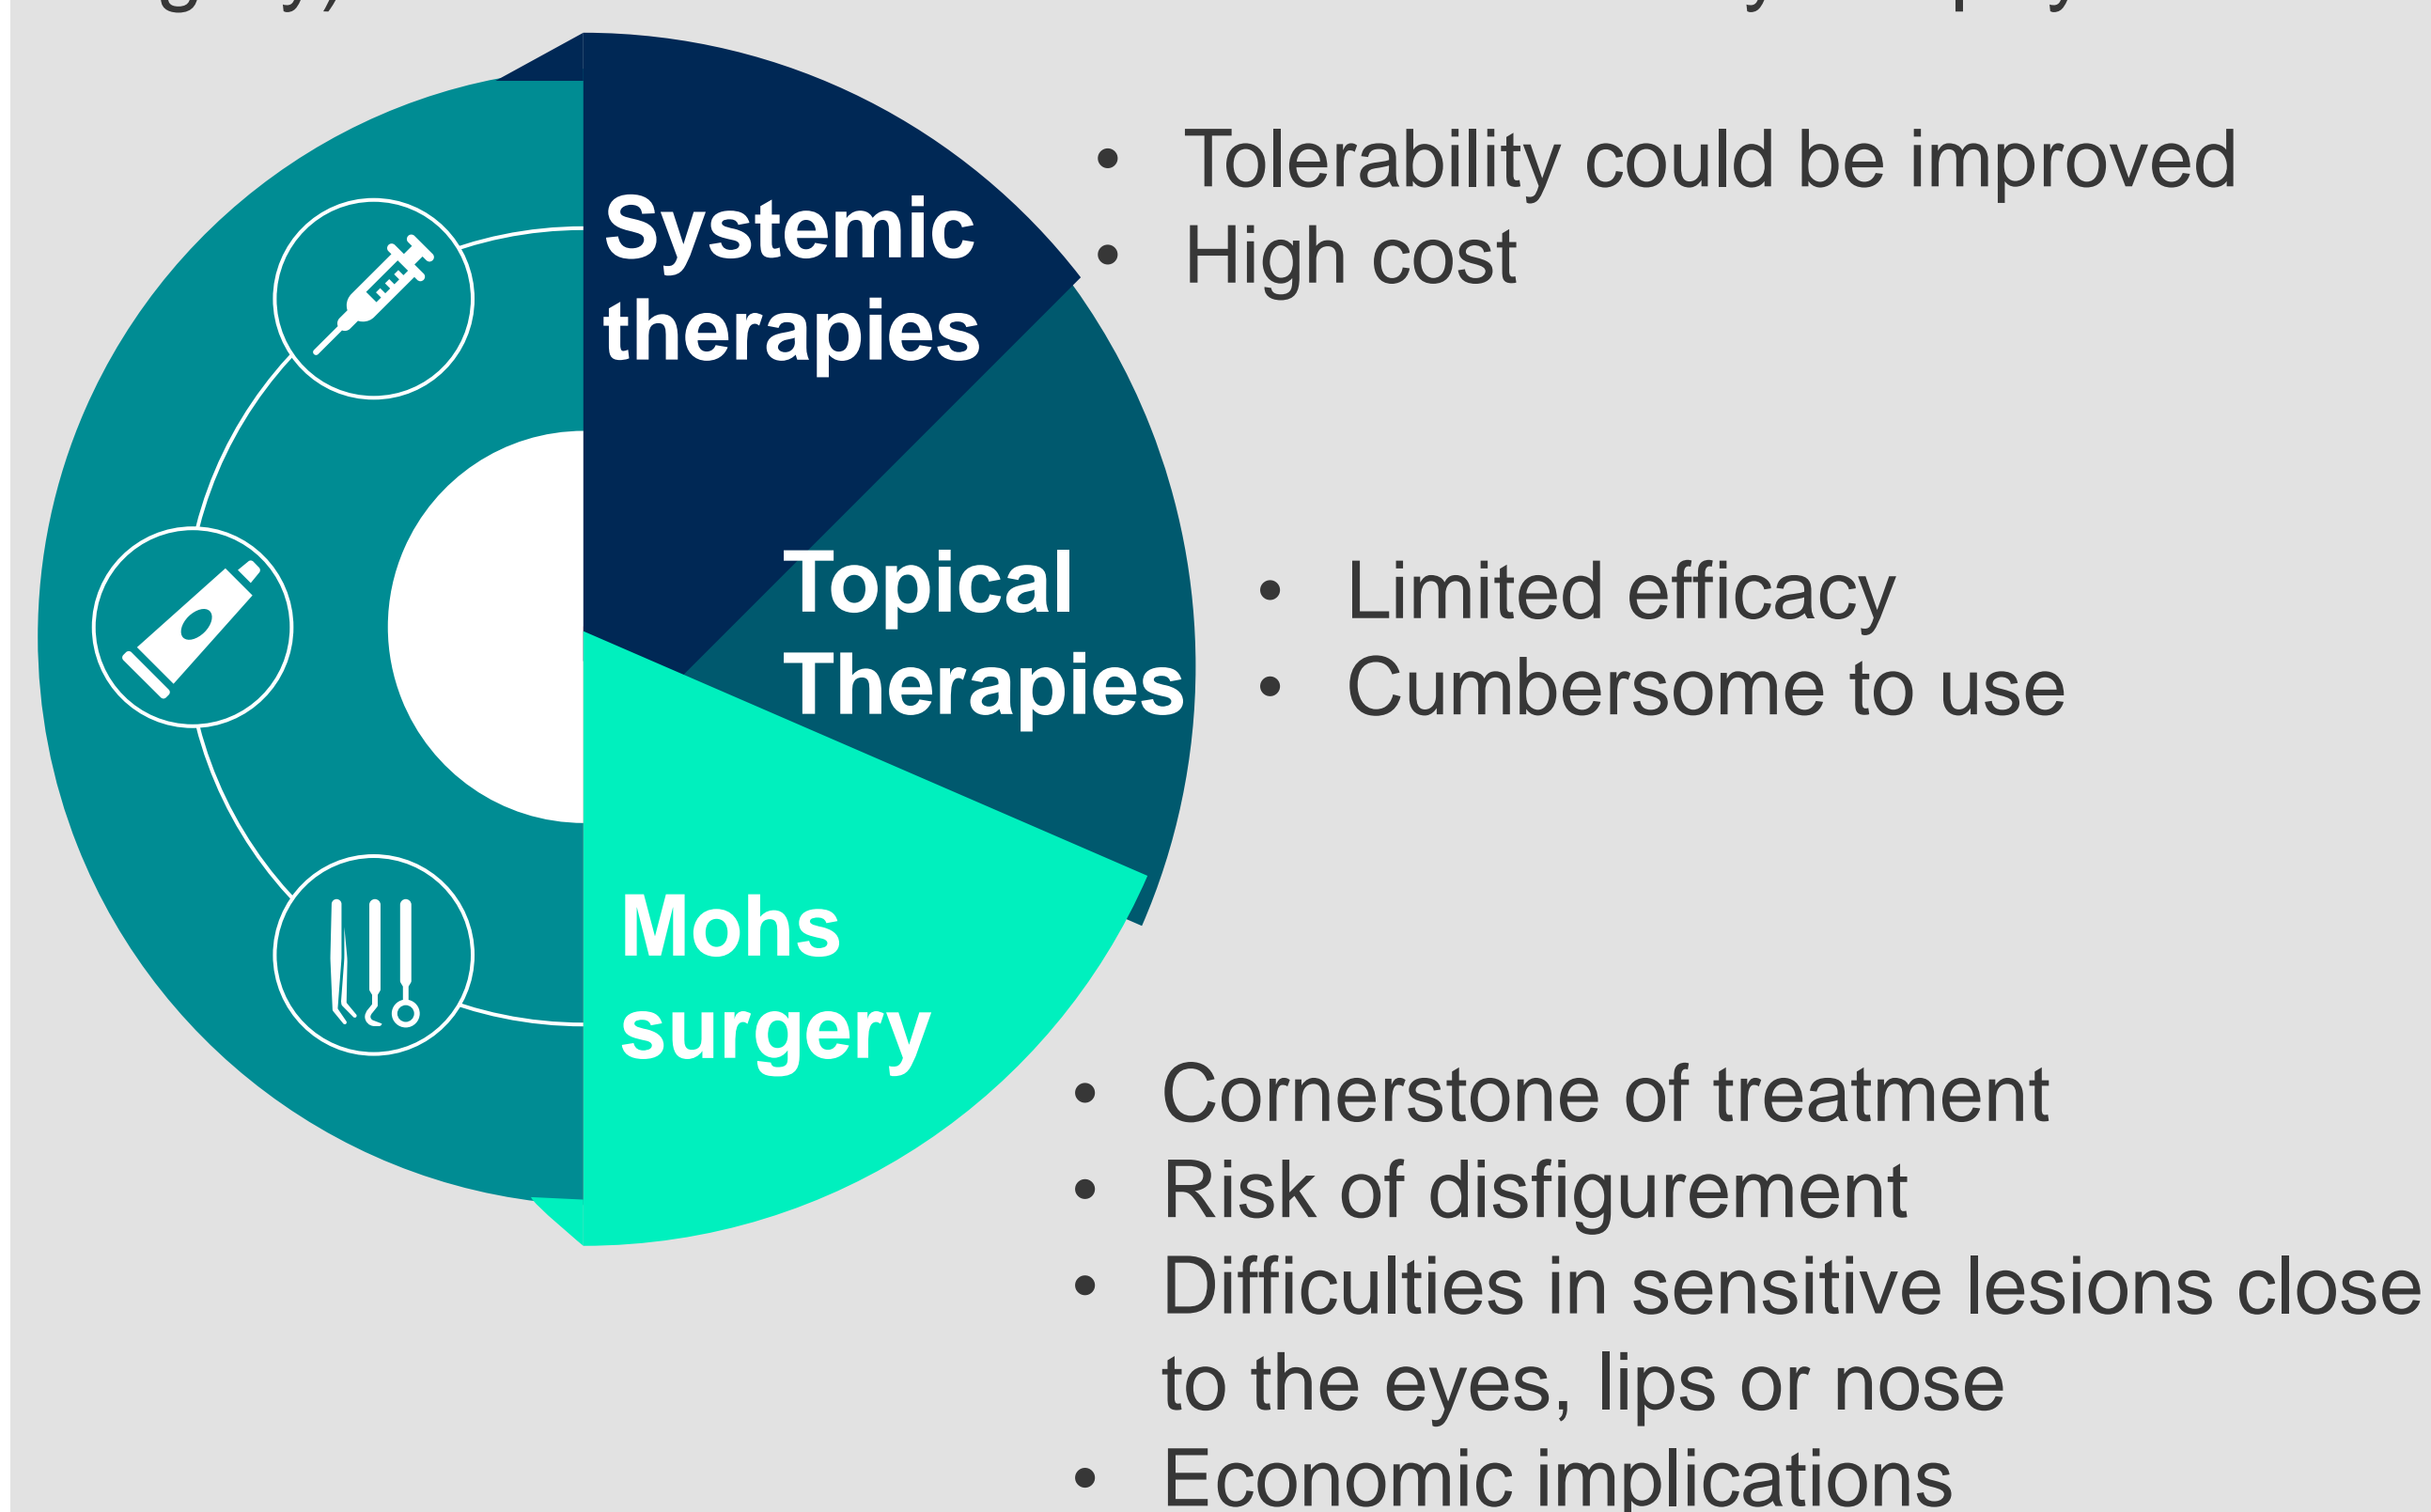 Systemic
therapies
• Tolerability could be improved
• High cost
Topical
Therapies
• Limited efficacy
• Cumbersome to use
Mohs
surgery
• Cornerstone of treatment
• Risk of disfigurement
• Difficulties in sensitive lesions close
to the eyes, lips or nose
• Economic implications